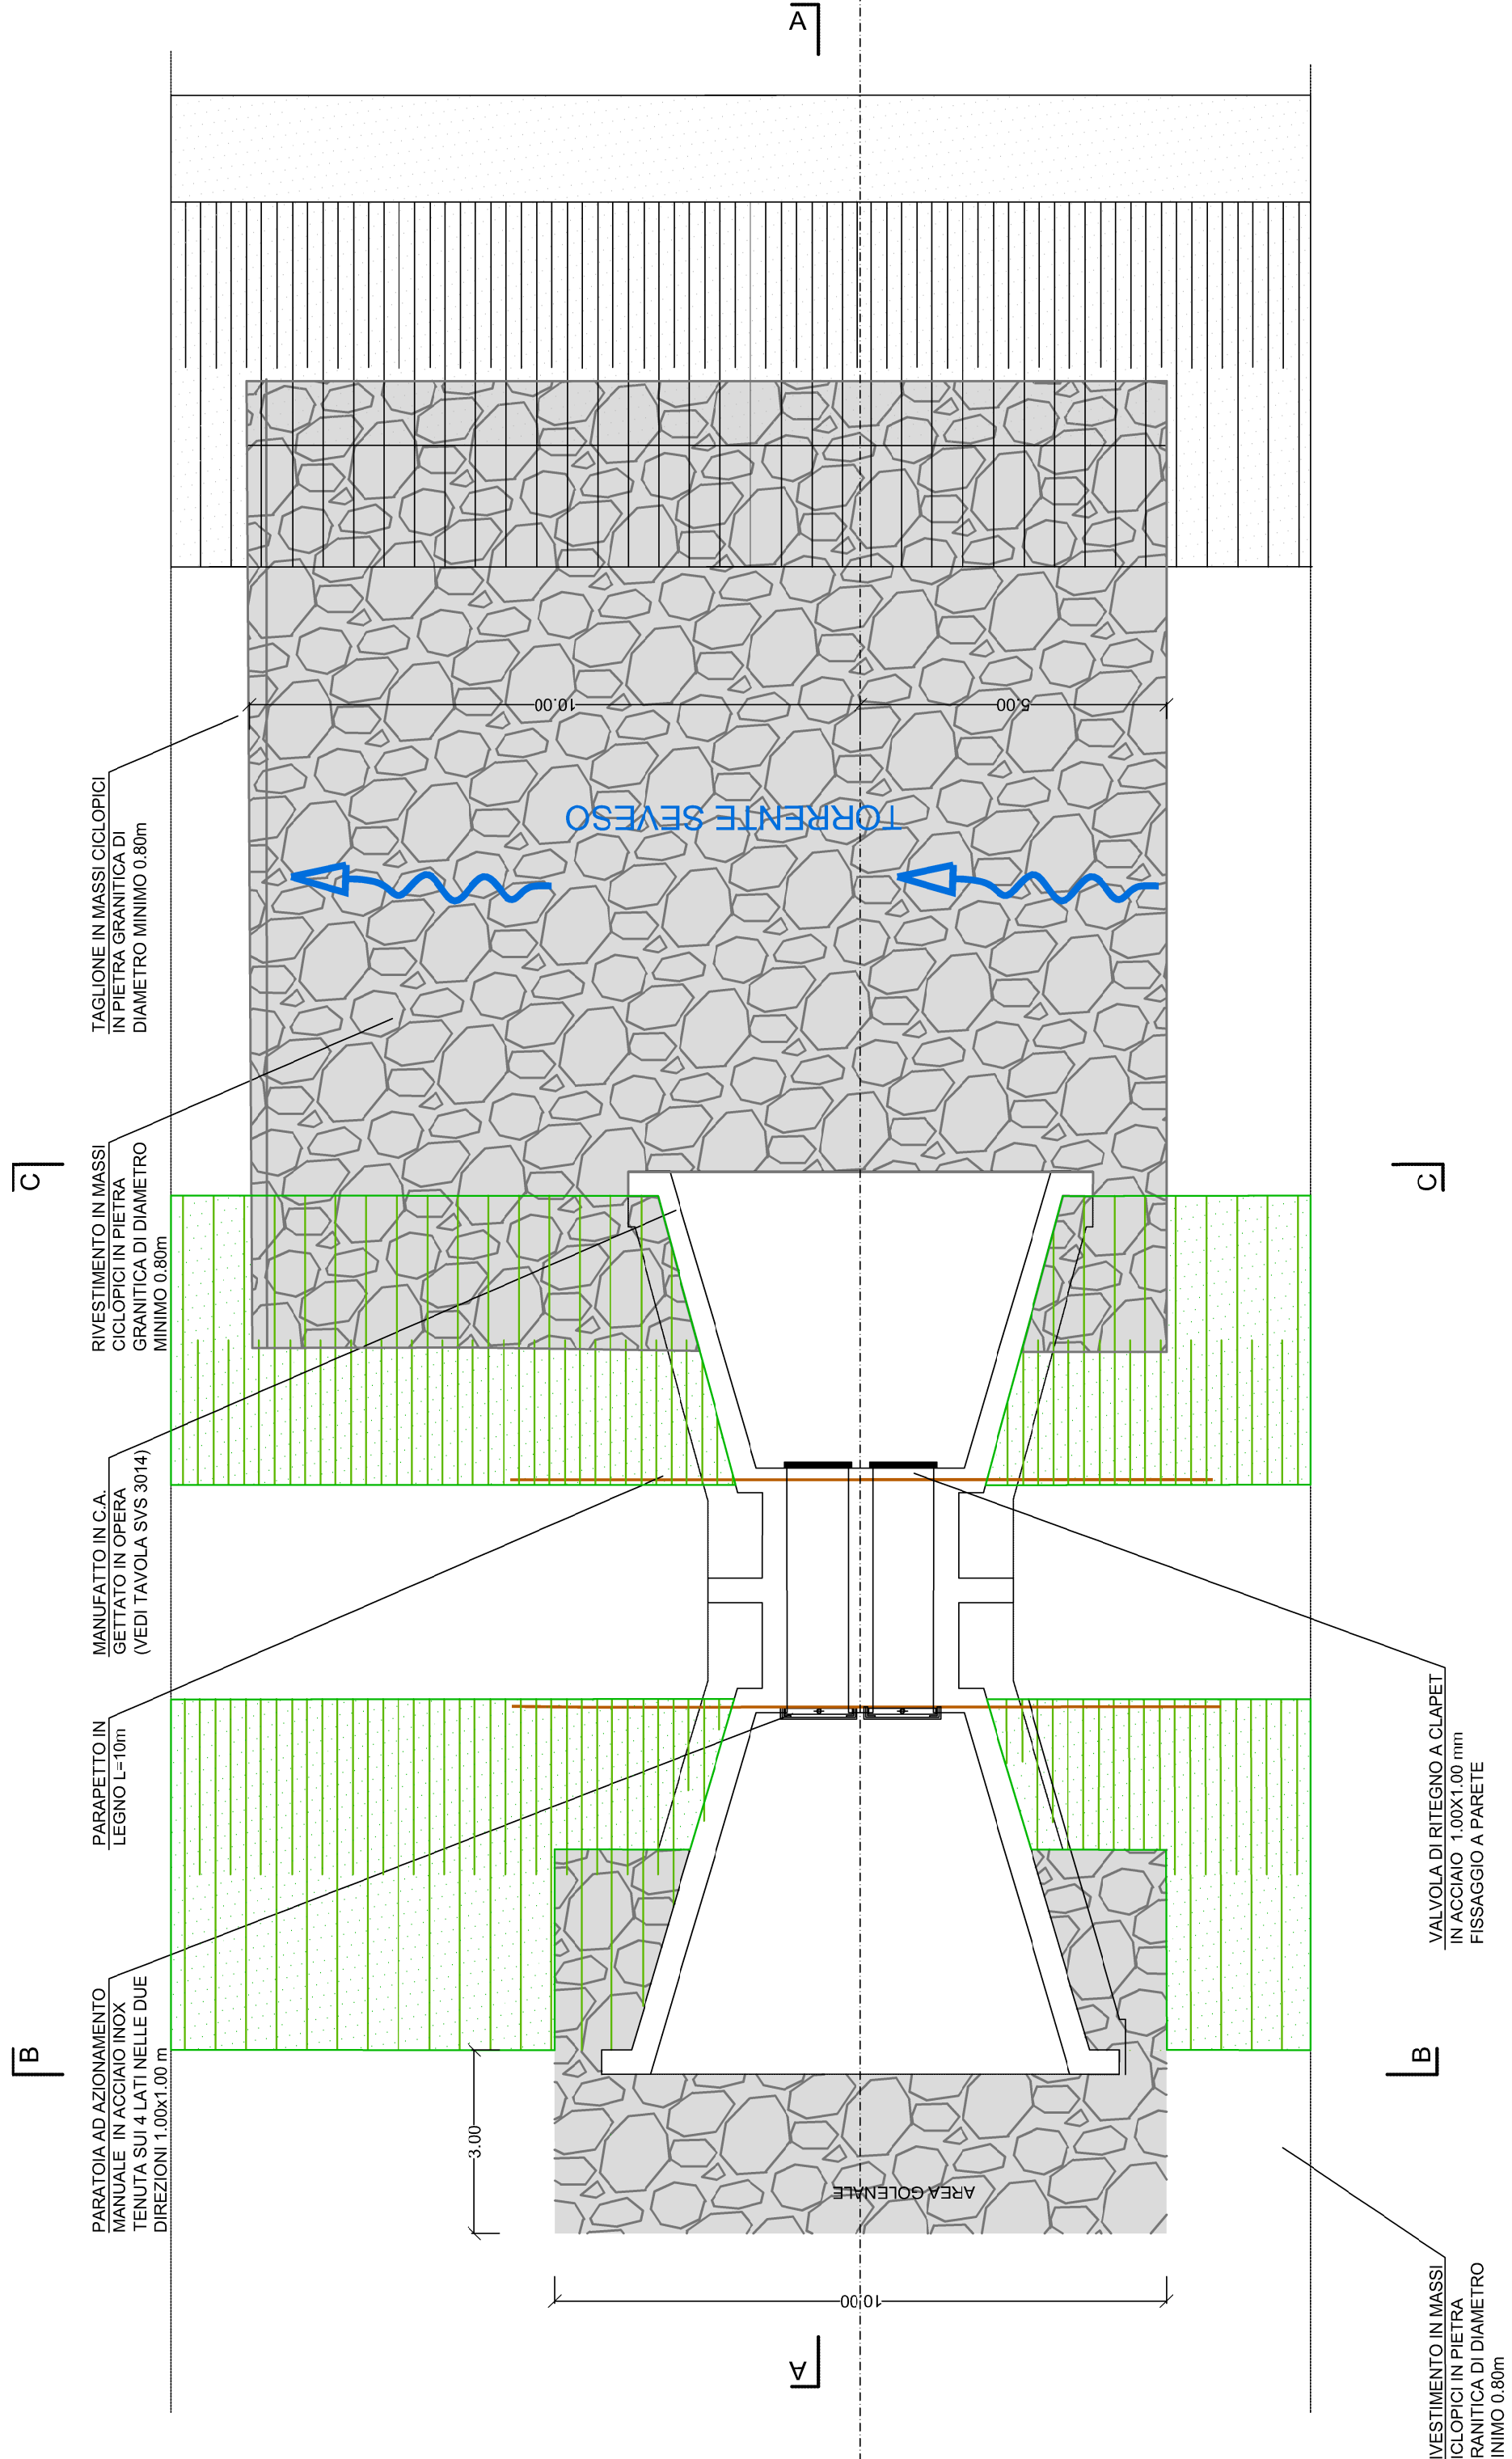 A
TAGLIONE IN MASSI CICLOPICI
IN PIETRA GRANITICA DI
DIAMETRO MINIMO 0.80m
10.00
5.00
TORRENTE SEVESO
C
C
RIVESTIMENTO IN MASSI
CICLOPICI IN PIETRA
GRANITICA DI DIAMETRO
MINIMO 0.80m
MANUFATTO IN C.A.
GETTATO IN OPERA
(VEDI TAVOLA SVS 3014)
PARAPETTO IN
LEGNO L=10m
VALVOLA DI RITEGNO A CLAPET
IN ACCIAIO 1.00X1.00 mm
FISSAGGIO A PARETE
PARATOIA AD AZIONAMENTO
MANUALE IN ACCIAIO INOX
TENUTA SUI 4 LATI NELLE DUE
DIREZIONI 1.00x1.00 m
B
B
3.00
AREA GOLENALE
10.00
A
IVESTIMENTO IN MASSI
ICLOPICI IN PIETRA
RANITICA DI DIAMETRO
INIMO 0.80m